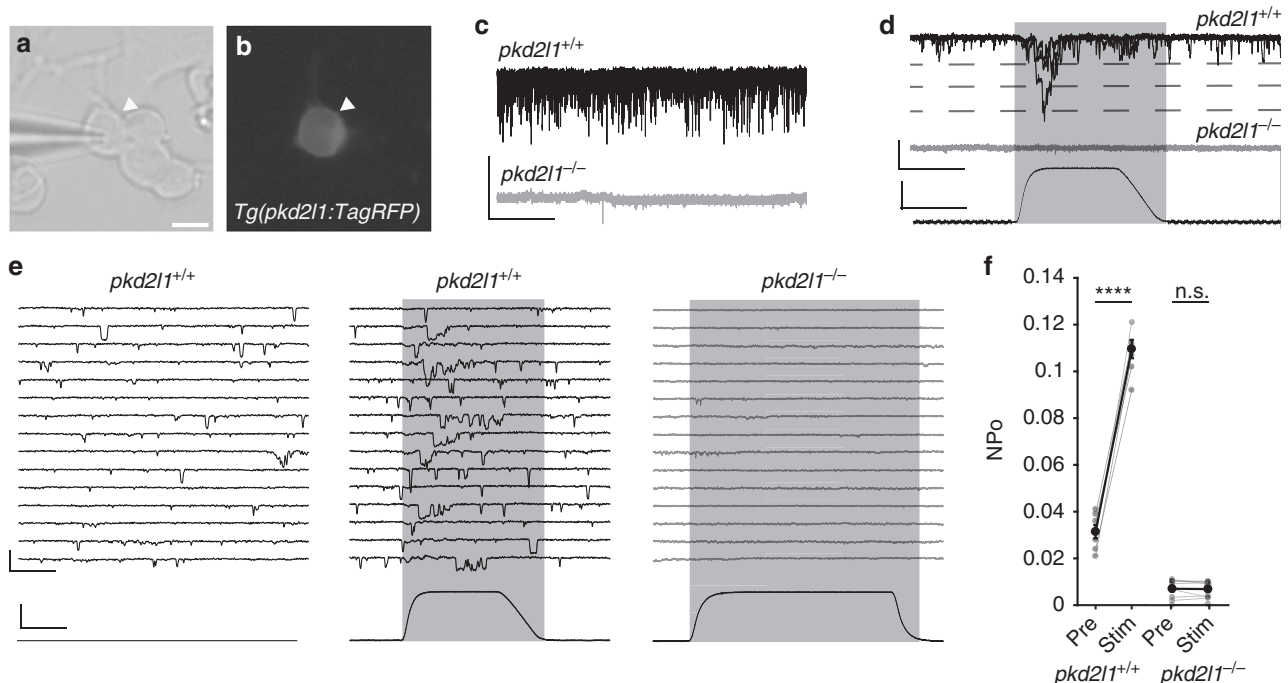 a
b
Tg(pkd2l1:TagRFP)
c
pkd2l1+/+
pkd2l1–/–
d
pkd2l1+/+
pkd2l1–/–
e
pkd2l1+/+
pkd2l1+/+
pkd2l1–/–
f
0.14
0.12
0.1
0.08
0.06
0.04
0.02
0
NPo
****
n.s.
Pre
Stim
Pre
Stim
pkd2l1+/+
pkd2l1–/–